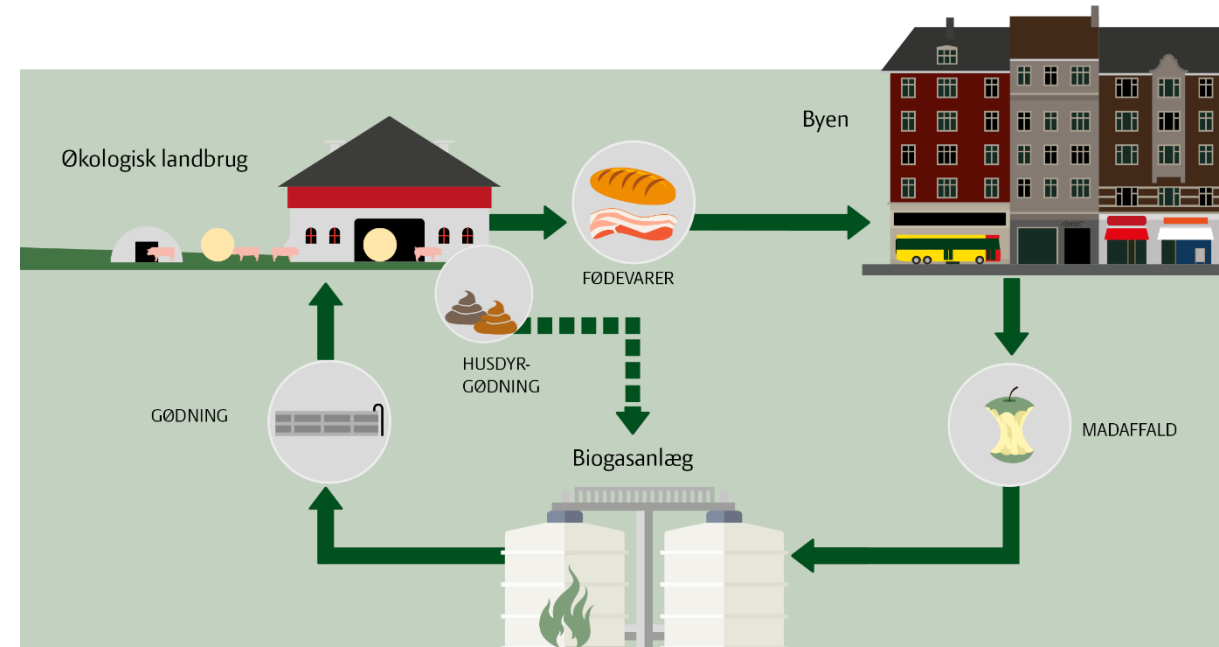 Byen
Økologisk landbrug
FØDEVARER
HUSDYR-
GØDNING
GØDNING
MADAFFALD
Biogasanlæg